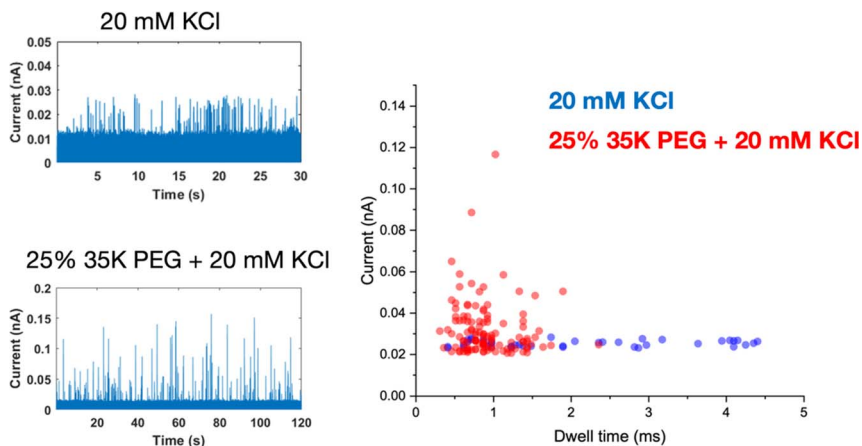 20 mM KCl
0.05
0.04
0.03
0.02
0.01
0
Current (nA)
5 10 15 20 25 30
Time (s)
25% 35K PEG + 20 mM KCl
0.2
0.15
0.1
0.05
0
Current (nA)
20 40 60 80 100 120
Time (s)
20 mM KCl
25% 35K PEG + 20 mM KCl
0.14
0.12
0.10
0.08
0.06
0.04
0.02
0.00
Current (nA)
0 1 2 3 4 5
Dwell time (ms)